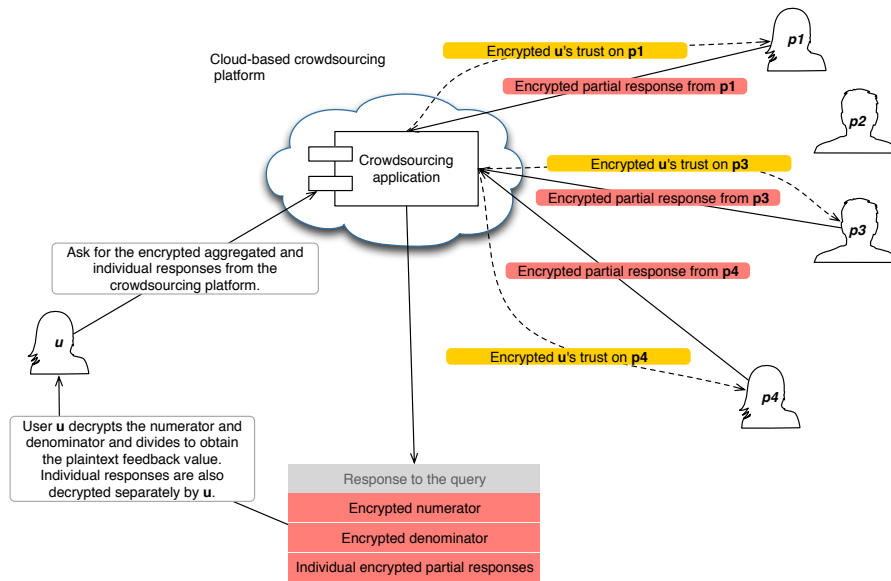 Cloud-based crowdsourcing
platform
Encrypted u's trust on p1
p1
Encrypted partial response from p1
p2
Crowdsourcing
application
Encrypted u's trust on p3
Encrypted partial response from p3
p3
Ask for the encrypted aggregated and
individual responses from the
crowdsourcing platform.
Encrypted partial response from p4
u
Encrypted u's trust on p4
p4
User u decrypts the numerator and
denominator and divides to obtain
the plaintext feedback value.
Individual responses are also
decrypted separately by u.
Response to the query
Encrypted numerator
Encrypted denominator
Individual encrypted partial responses